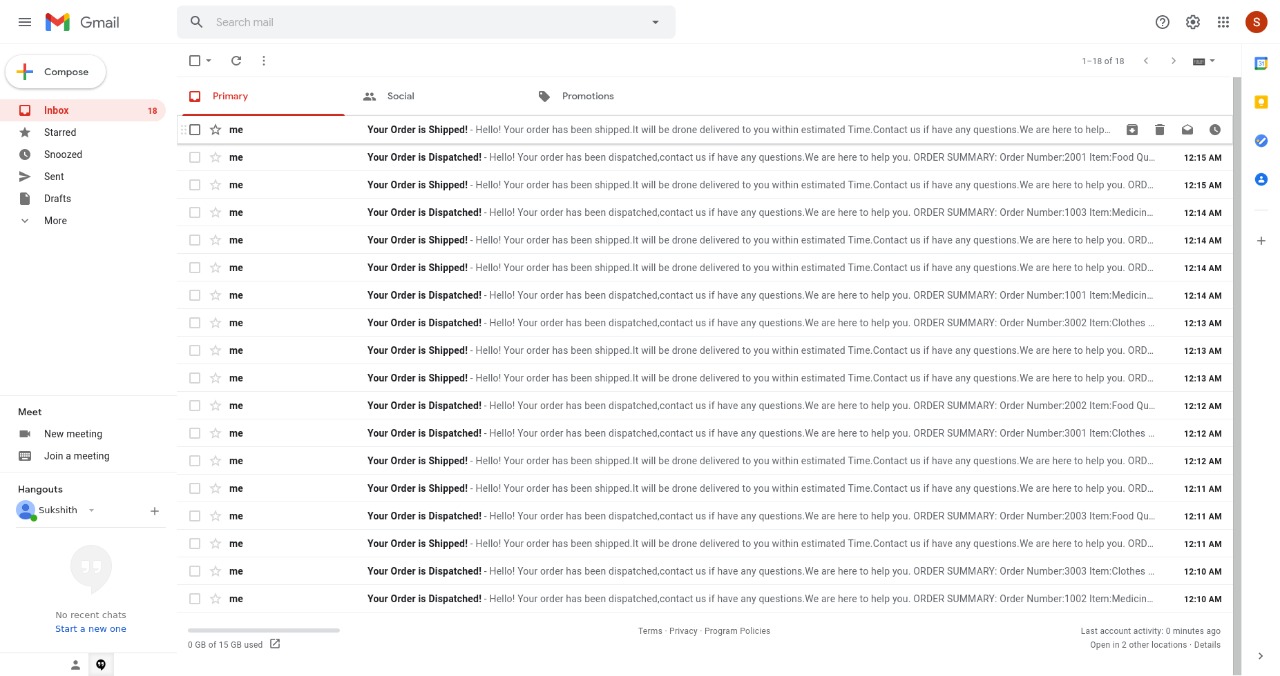 Gmail
Search mail
S
Compose
1–18 of 18
Inbox 18
Starred
Snoozed
Sent
Drafts
More
Primary Social Promotions
me Your Order is Shipped! - Hello! Your order has been shipped.It will be drone delivered to you within estimated Time.Contact us if have any questions.We are here to help...
me Your Order is Dispatched! - Hello! Your order has been dispatched,contact us if have any questions.We are here to help you. ORDER SUMMARY: Order Number:2001 Item:Food Qu... 12:15 AM
me Your Order is Shipped! - Hello! Your order has been shipped.It will be drone delivered to you within estimated Time.Contact us if have any questions.We are here to help you. ORD... 12:15 AM
me Your Order is Dispatched! - Hello! Your order has been dispatched,contact us if have any questions.We are here to help you. ORDER SUMMARY: Order Number:1003 Item:Medicin... 12:14 AM
me Your Order is Shipped! - Hello! Your order has been shipped.It will be drone delivered to you within estimated Time.Contact us if have any questions.We are here to help you. ORD... 12:14 AM
me Your Order is Shipped! - Hello! Your order has been shipped.It will be drone delivered to you within estimated Time.Contact us if have any questions.We are here to help you. ORD... 12:14 AM
me Your Order is Dispatched! - Hello! Your order has been dispatched,contact us if have any questions.We are here to help you. ORDER SUMMARY: Order Number:1001 Item:Medicin... 12:14 AM
me Your Order is Dispatched! - Hello! Your order has been dispatched,contact us if have any questions.We are here to help you. ORDER SUMMARY: Order Number:3002 Item:Clothes ... 12:13 AM
me Your Order is Shipped! - Hello! Your order has been shipped.It will be drone delivered to you within estimated Time.Contact us if have any questions.We are here to help you. ORD... 12:13 AM
me Your Order is Shipped! - Hello! Your order has been shipped.It will be drone delivered to you within estimated Time.Contact us if have any questions.We are here to help you. ORD... 12:13 AM
me Your Order is Dispatched! - Hello! Your order has been dispatched,contact us if have any questions.We are here to help you. ORDER SUMMARY: Order Number:2002 Item:Food Qu... 12:12 AM
me Your Order is Dispatched! - Hello! Your order has been dispatched,contact us if have any questions.We are here to help you. ORDER SUMMARY: Order Number:3001 Item:Clothes ... 12:12 AM
me Your Order is Shipped! - Hello! Your order has been shipped.It will be drone delivered to you within estimated Time.Contact us if have any questions.We are here to help you. ORD... 12:12 AM
me Your Order is Shipped! - Hello! Your order has been shipped.It will be drone delivered to you within estimated Time.Contact us if have any questions.We are here to help you. ORD... 12:11 AM
me Your Order is Dispatched! - Hello! Your order has been dispatched,contact us if have any questions.We are here to help you. ORDER SUMMARY: Order Number:2003 Item:Food Qu... 12:11 AM
me Your Order is Shipped! - Hello! Your order has been shipped.It will be drone delivered to you within estimated Time.Contact us if have any questions.We are here to help you. ORD... 12:11 AM
me Your Order is Dispatched! - Hello! Your order has been dispatched,contact us if have any questions.We are here to help you. ORDER SUMMARY: Order Number:3003 Item:Clothes ... 12:10 AM
me Your Order is Dispatched! - Hello! Your order has been dispatched,contact us if have any questions.We are here to help you. ORDER SUMMARY: Order Number:1002 Item:Medicin... 12:10 AM
Meet
New meeting
Join a meeting
Hangouts
Sukshith
No recent chats
Start a new one
0 GB of 15 GB used
Terms · Privacy · Program Policies
Last account activity: 0 minutes ago
Open in 2 other locations · Details